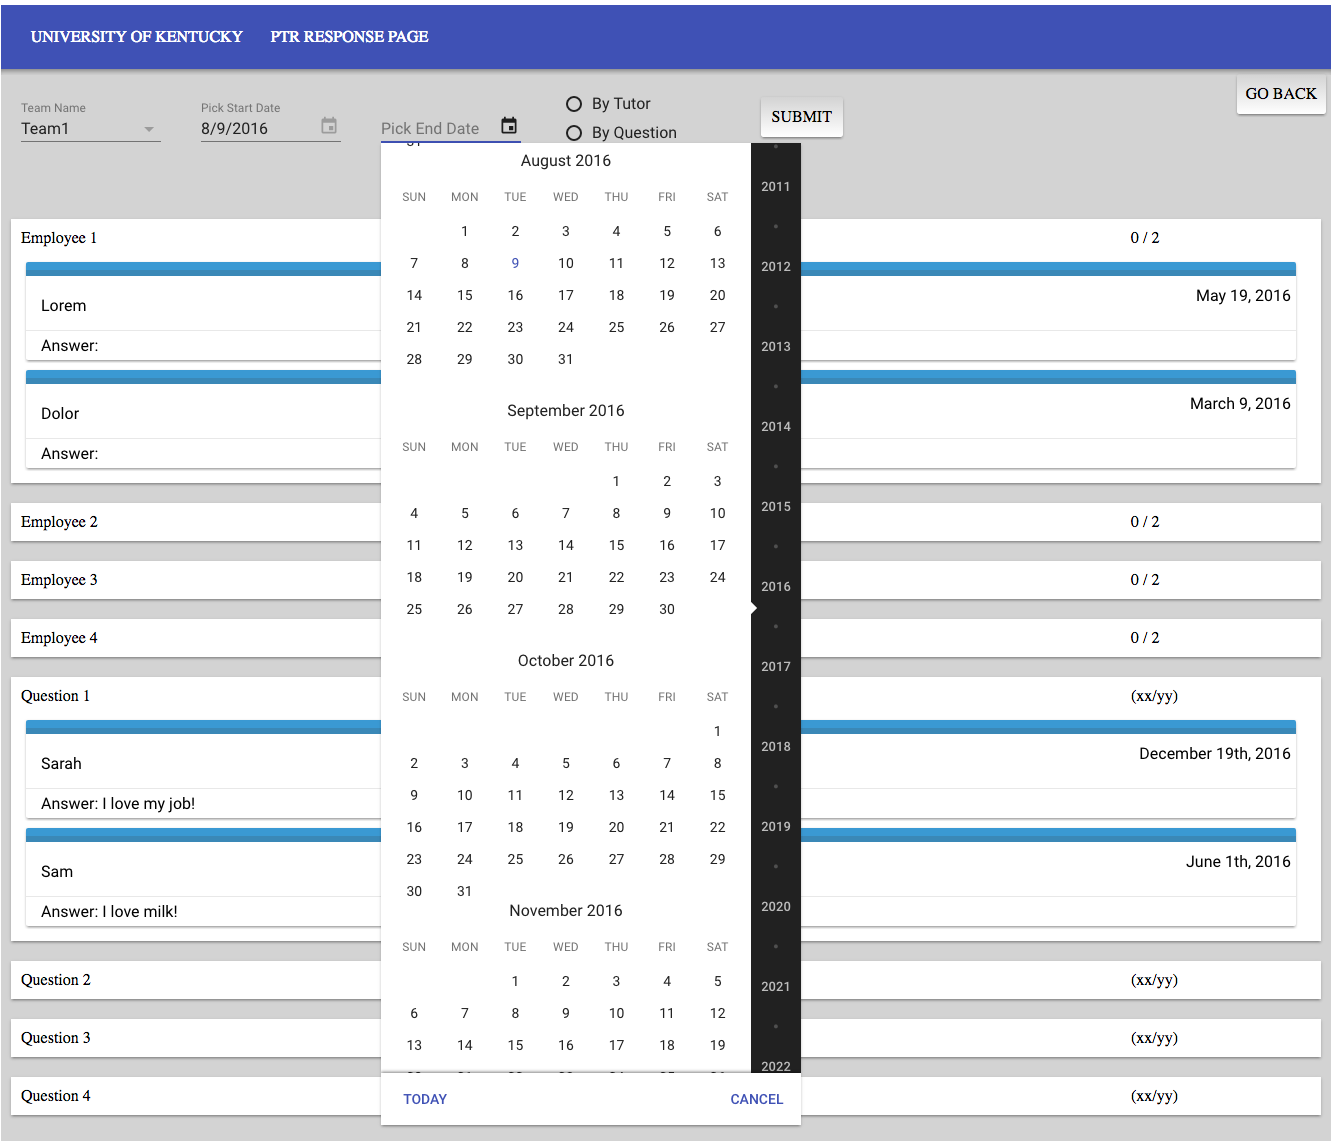 UNIVERSITY OF KENTUCKY PTR RESPONSE PAGE
GO BACK
Team Name
Team1
Pick Start Date
8/9/2016
Pick End Date
By Tutor
By Question
SUBMIT
August 2016
SUN MON TUE WED THU FRI SAT
1 2 3 4 5 6
7 8 9 10 11 12 13
14 15 16 17 18 19 20
21 22 23 24 25 26 27
28 29 30 31
September 2016
SUN MON TUE WED THU FRI SAT
1 2 3
4 5 6 7 8 9 10
11 12 13 14 15 16 17
18 19 20 21 22 23 24
25 26 27 28 29 30
October 2016
SUN MON TUE WED THU FRI SAT
1
2 3 4 5 6 7 8
9 10 11 12 13 14 15
16 17 18 19 20 21 22
23 24 25 26 27 28 29
30 31
November 2016
SUN MON TUE WED THU FRI SAT
1 2 3 4 5
6 7 8 9 10 11 12
13 14 15 16 17 18 19
TODAY CANCEL
2011
2012
2013
2014
2015
2016
2017
2018
2019
2020
2021
2022
Employee 1 0 / 2
Lorem May 19, 2016
Answer:
Dolor March 9, 2016
Answer:
Employee 2 0 / 2
Employee 3 0 / 2
Employee 4 0 / 2
Question 1 (xx/yy)
Sarah December 19th, 2016
Answer: I love my job!
Sam June 1th, 2016
Answer: I love milk!
Question 2 (xx/yy)
Question 3 (xx/yy)
Question 4 (xx/yy)